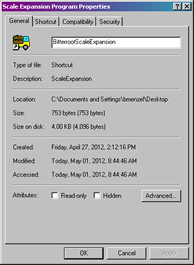 Scale Expansion Program Properties
General Shortcut Compatibility Security
BitterrootScaleExpansion
Type of file: Shortcut
Description: ScaleExpansion
Location: C:\Documents and Settings\bmenzel\Desktop
Size: 753 bytes (753 bytes)
Size on disk: 4.00 KB (4,096 bytes)
Created: Friday, April 27, 2012, 2:12:16 PM
Modified: Today, May 01, 2012, 8:44:46 AM
Accessed: Today, May 01, 2012, 8:44:46 AM
Attributes: Read-only Hidden Advanced...
OK Cancel Apply